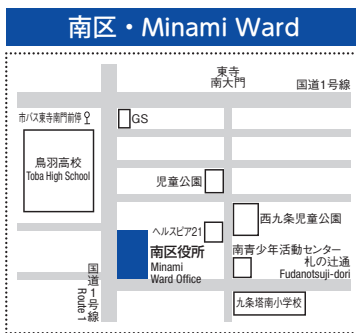 南区・Minami Ward
東寺
南大門
国道1号線
市バス東寺南門前停
GS
鳥羽高校
Toba High School
児童公園
西九条児童公園
ヘルスピア21
南区役所
Minami
Ward Office
南青少年活動センター
札の辻通
Fudanotsuji-dori
国道1号線
Route 1
九条塔南小学校